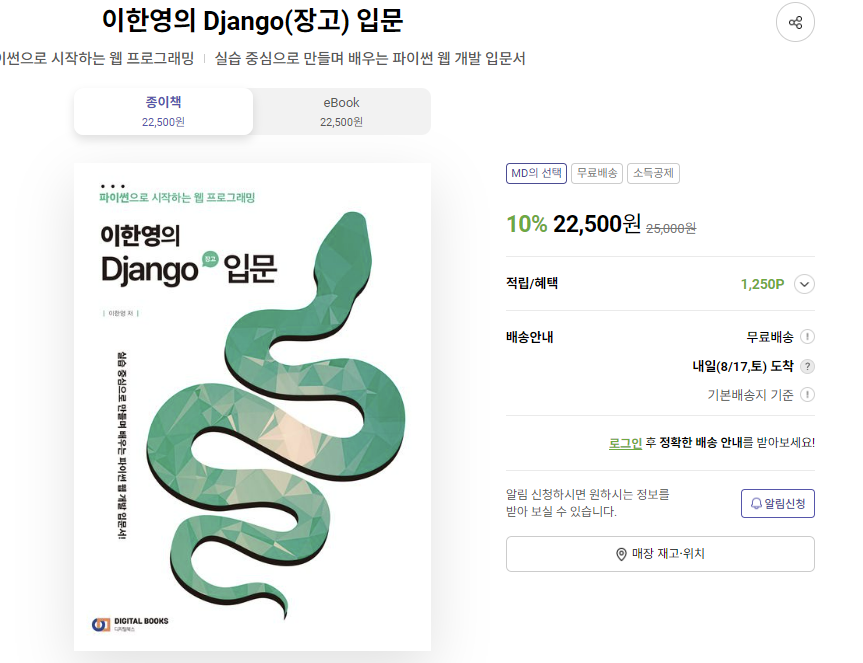 이한영의 Django(장고) 입문
이썬으로 시작하는 웹 프로그래밍 | 실습 중심으로 만들며 배우는 파이썬 웹 개발 입문서
종이책
22,500원
eBook
22,500원
파이썬으로 시작하는 웹 프로그래밍
이한영의
Django 장고 입문
| 이한영 저 |
실습 중심으로 만들며 배우는 파이썬 웹 개발 입문서!
DIGITAL BOOKS
디지털북스
MD의 선택 무료배송 소득공제
10% 22,500원 25,000원
적립/혜택 1,250P
배송안내 무료배송 !
내일(8/17,토) 도착 ?
기본배송지 기준 !
로그인 후 정확한 배송 안내를 받아보세요!
알림 신청하시면 원하시는 정보를
받아 보실 수 있습니다.
알림신청
매장 재고·위치